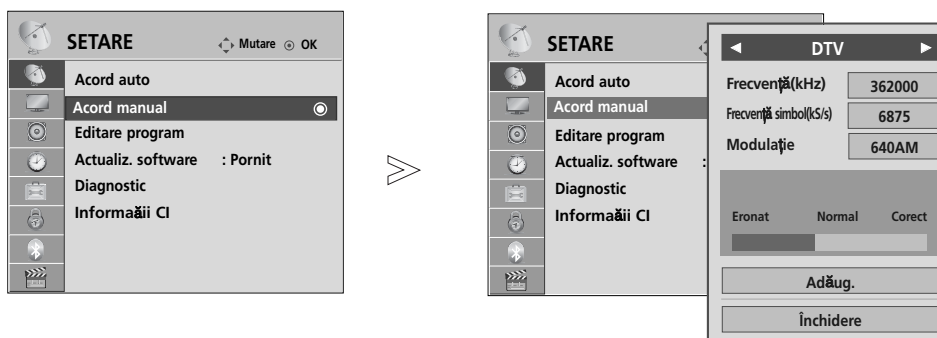 SETARE
Mutare OK
Acord auto
Acord manual
Editare program
Actualiz. software : Pornit
Diagnostic
Informaăii CI
SETARE
Acord auto
Acord manual
Editare program
Actualiz. software :
Diagnostic
Informaăii CI
DTV
Frecvenţă(kHz) 362000
Frecvenţă simbol(kS/s) 6875
Modulaţie 640AM
Eronat Normal Corect
Adăug.
Închidere